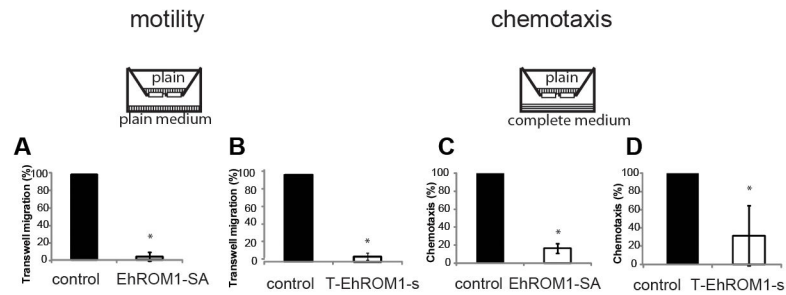 motility
chemotaxis
plain
plain medium
plain
complete medium
A
Transwell migration (%)
100
80
60
40
20
0
*
control
EhROM1-SA
B
Transwell migration (%)
100
80
60
40
20
0
*
control
T-EhROM1-s
C
Chemotaxis (%)
100
80
60
40
20
0
*
control
EhROM1-SA
D
Chemotaxis (%)
100
80
60
40
20
0
*
control
T-EhROM1-s